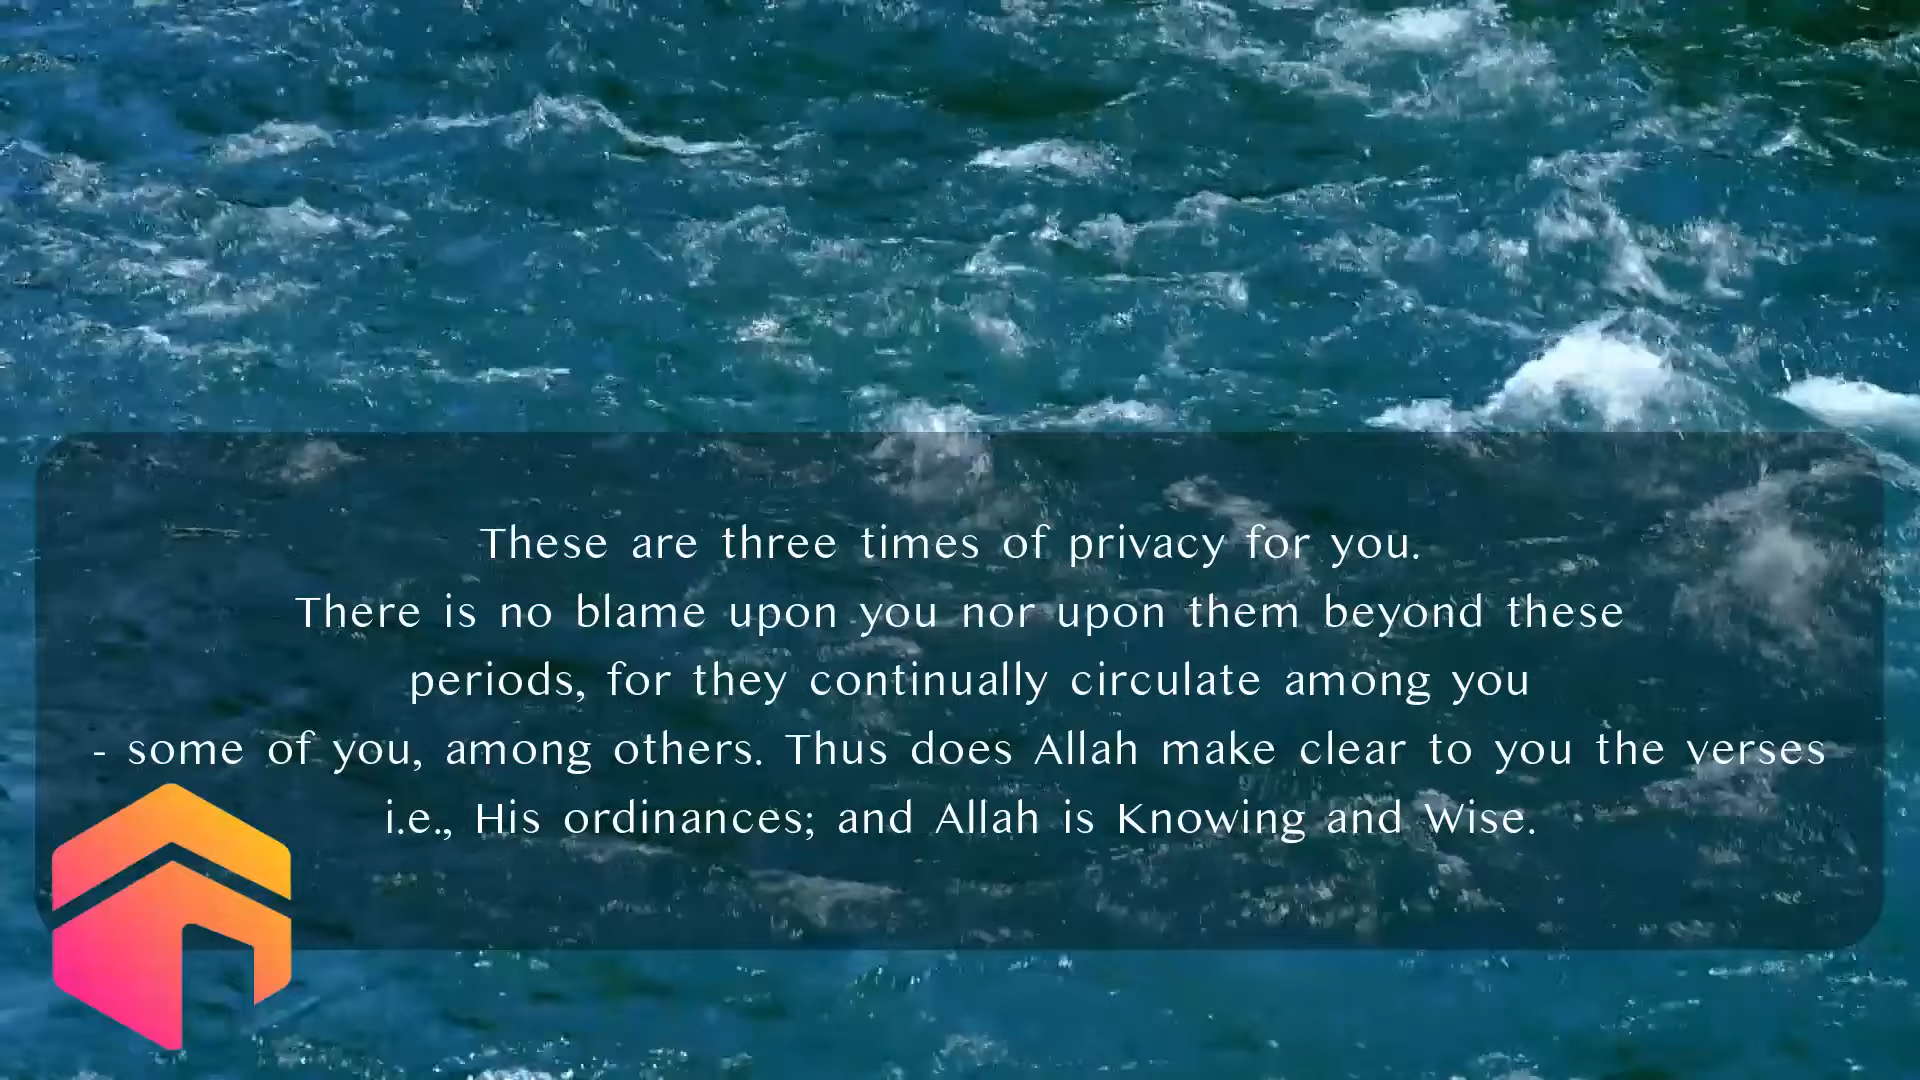 These are three times of privacy for you.
There is no blame upon you nor upon them beyond these
periods, for they continually circulate among you
- some of you, among others. Thus does Allah make clear to you the verses
i.e., His ordinances; and Allah is Knowing and Wise.